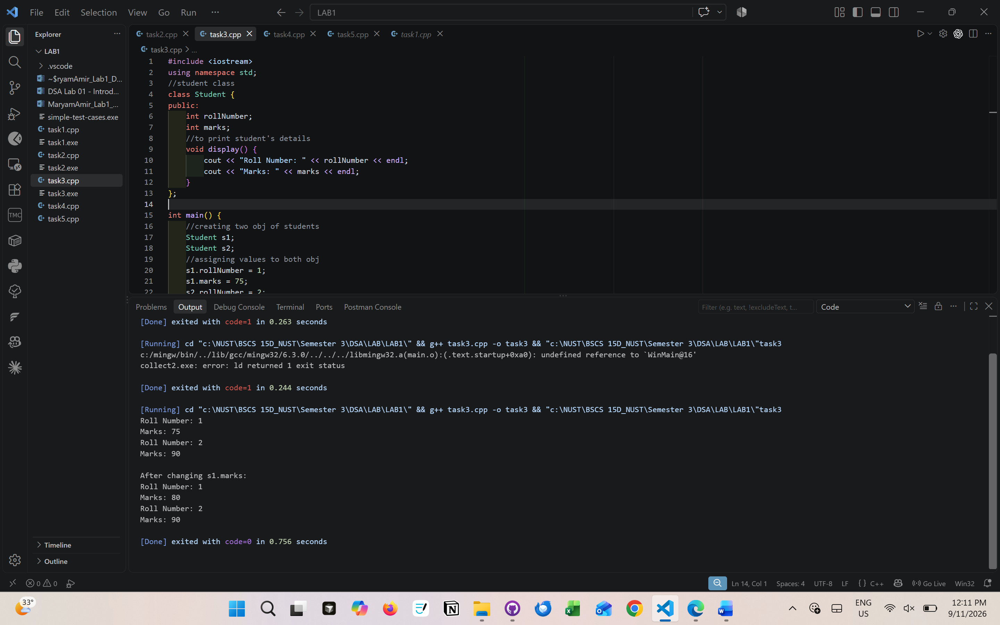 File Edit Selection View Go Run ···
LAB1
Explorer ···
LAB1
.vscode
~$ryamAmir_Lab1_D...
DSA Lab 01 - Introd...
MaryamAmir_Lab1_...
simple-test-cases.exe
task1.cpp
task1.exe
task2.cpp
task2.exe
task3.cpp
task3.exe
task4.cpp
task5.cpp
Timeline
Outline
TMC
task2.cpp task3.cpp task4.cpp task5.cpp task1.cpp
task3.cpp > ...
1 #include <iostream>
2 using namespace std;
3 //student class
4 class Student {
5 public:
6 int rollNumber;
7 int marks;
8 //to print student's details
9 void display() {
10 cout << "Roll Number: " << rollNumber << endl;
11 cout << "Marks: " << marks << endl;
12 }
13 };
14
15 int main() {
16 //creating two obj of students
17 Student s1;
18 Student s2;
19 //assigning values to both obj
20 s1.rollNumber = 1;
21 s1.marks = 75;
22 s2.rollNumber = 2;
Problems Output Debug Console Terminal Ports Postman Console
Filter (e.g. text, !excludeText, t... Code
[Done] exited with code=1 in 0.263 seconds
[Running] cd "c:\NUST\BSCS 15D_NUST\Semester 3\DSA\LAB\LAB1\" && g++ task3.cpp -o task3 && "c:\NUST\BSCS 15D_NUST\Semester 3\DSA\LAB\LAB1\"task3
c:/mingw/bin/../lib/gcc/mingw32/6.3.0/../../../libmingw32.a(main.o):(.text.startup+0xa0): undefined reference to `WinMain@16'
collect2.exe: error: ld returned 1 exit status
[Done] exited with code=1 in 0.244 seconds
[Running] cd "c:\NUST\BSCS 15D_NUST\Semester 3\DSA\LAB\LAB1\" && g++ task3.cpp -o task3 && "c:\NUST\BSCS 15D_NUST\Semester 3\DSA\LAB\LAB1\"task3
Roll Number: 1
Marks: 75
Roll Number: 2
Marks: 90
After changing s1.marks:
Roll Number: 1
Marks: 80
Roll Number: 2
Marks: 90
[Done] exited with code=0 in 0.756 seconds
0 0
Ln 14, Col 1 Spaces: 4 UTF-8 LF { } C++ Go Live Win32
33°
ENG
US
12:11 PM
9/11/2026